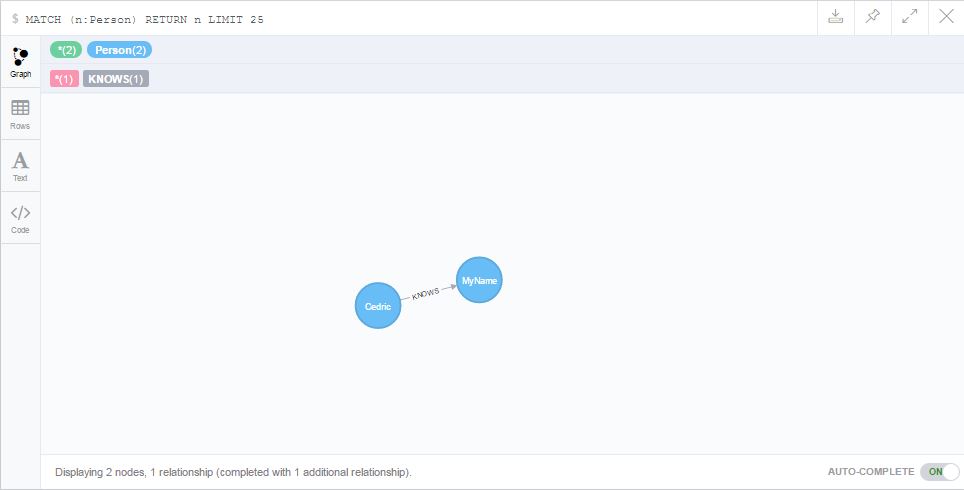 $ MATCH (n:Person) RETURN n LIMIT 25
*(2) Person(2)
*(1) KNOWS(1)
Graph
Rows
A
Text
</>
Code
Cedric
KNOWS
MyName
Displaying 2 nodes, 1 relationship (completed with 1 additional relationship).
AUTO-COMPLETE ON